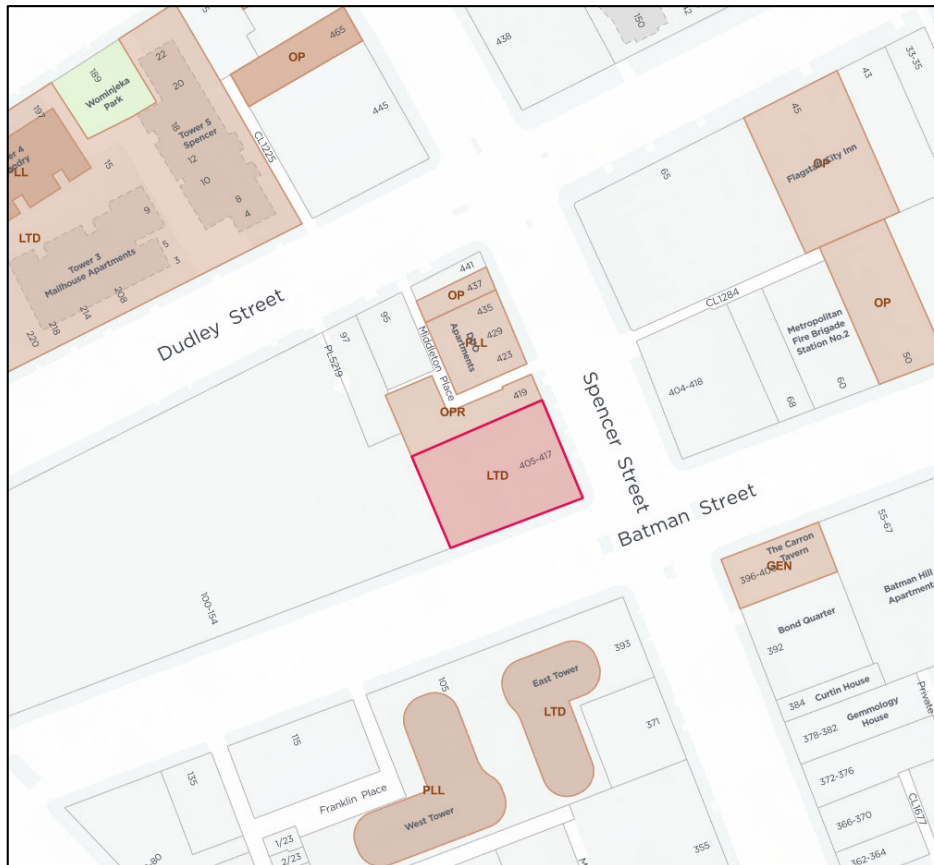 465
OP
445
CL1225
438
150
42
22
20
18
12
10
8
4
Tower 5
Spencer
189
Wominjeka
Park
197
LTD
15
9
5
3
Tower 3
Mailhouse Apartments
208
214
218
220
Dudley Street
33-35
43
45
Flagstaff City Inn
OP
65
CL1284
OP
50
Metropolitan
Fire Brigade
Station No.2
60
68
404-418
441
437
OP
435
429
423
Apartments
PLL
Middleton Place
95
97
PL5219
419
OPR
405-417
LTD
Spencer Street
Batman Street
100-154
55-67
The Carron
Tavern
GEN
Batman Hill
Bond Quarter
392
384
Curtin House
378-382
Gemmology
House
Private
372-376
366-370
CL1677
362-364
393
371
355
East Tower
LTD
105
PLL
West Tower
115
135
Franklin Place
1/23
2/23